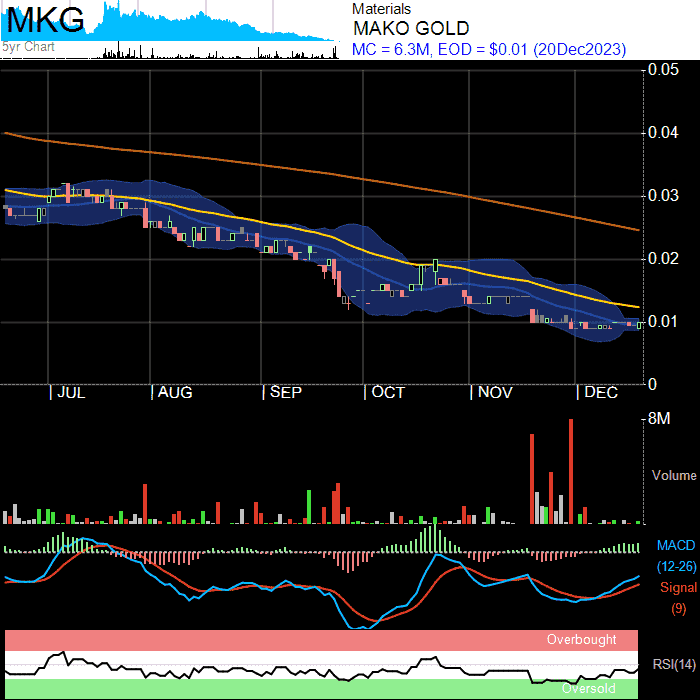 MKG
5yr Chart
Materials
MAKO GOLD
MC = 6.3M, EOD = $0.01 (20Dec2023)
0.05
0.04
0.03
0.02
0.01
0
| JUL | AUG | SEP | OCT | NOV | DEC
8M
Volume
MACD
(12-26)
Signal
(9)
Overbought
RSI(14)
Oversold